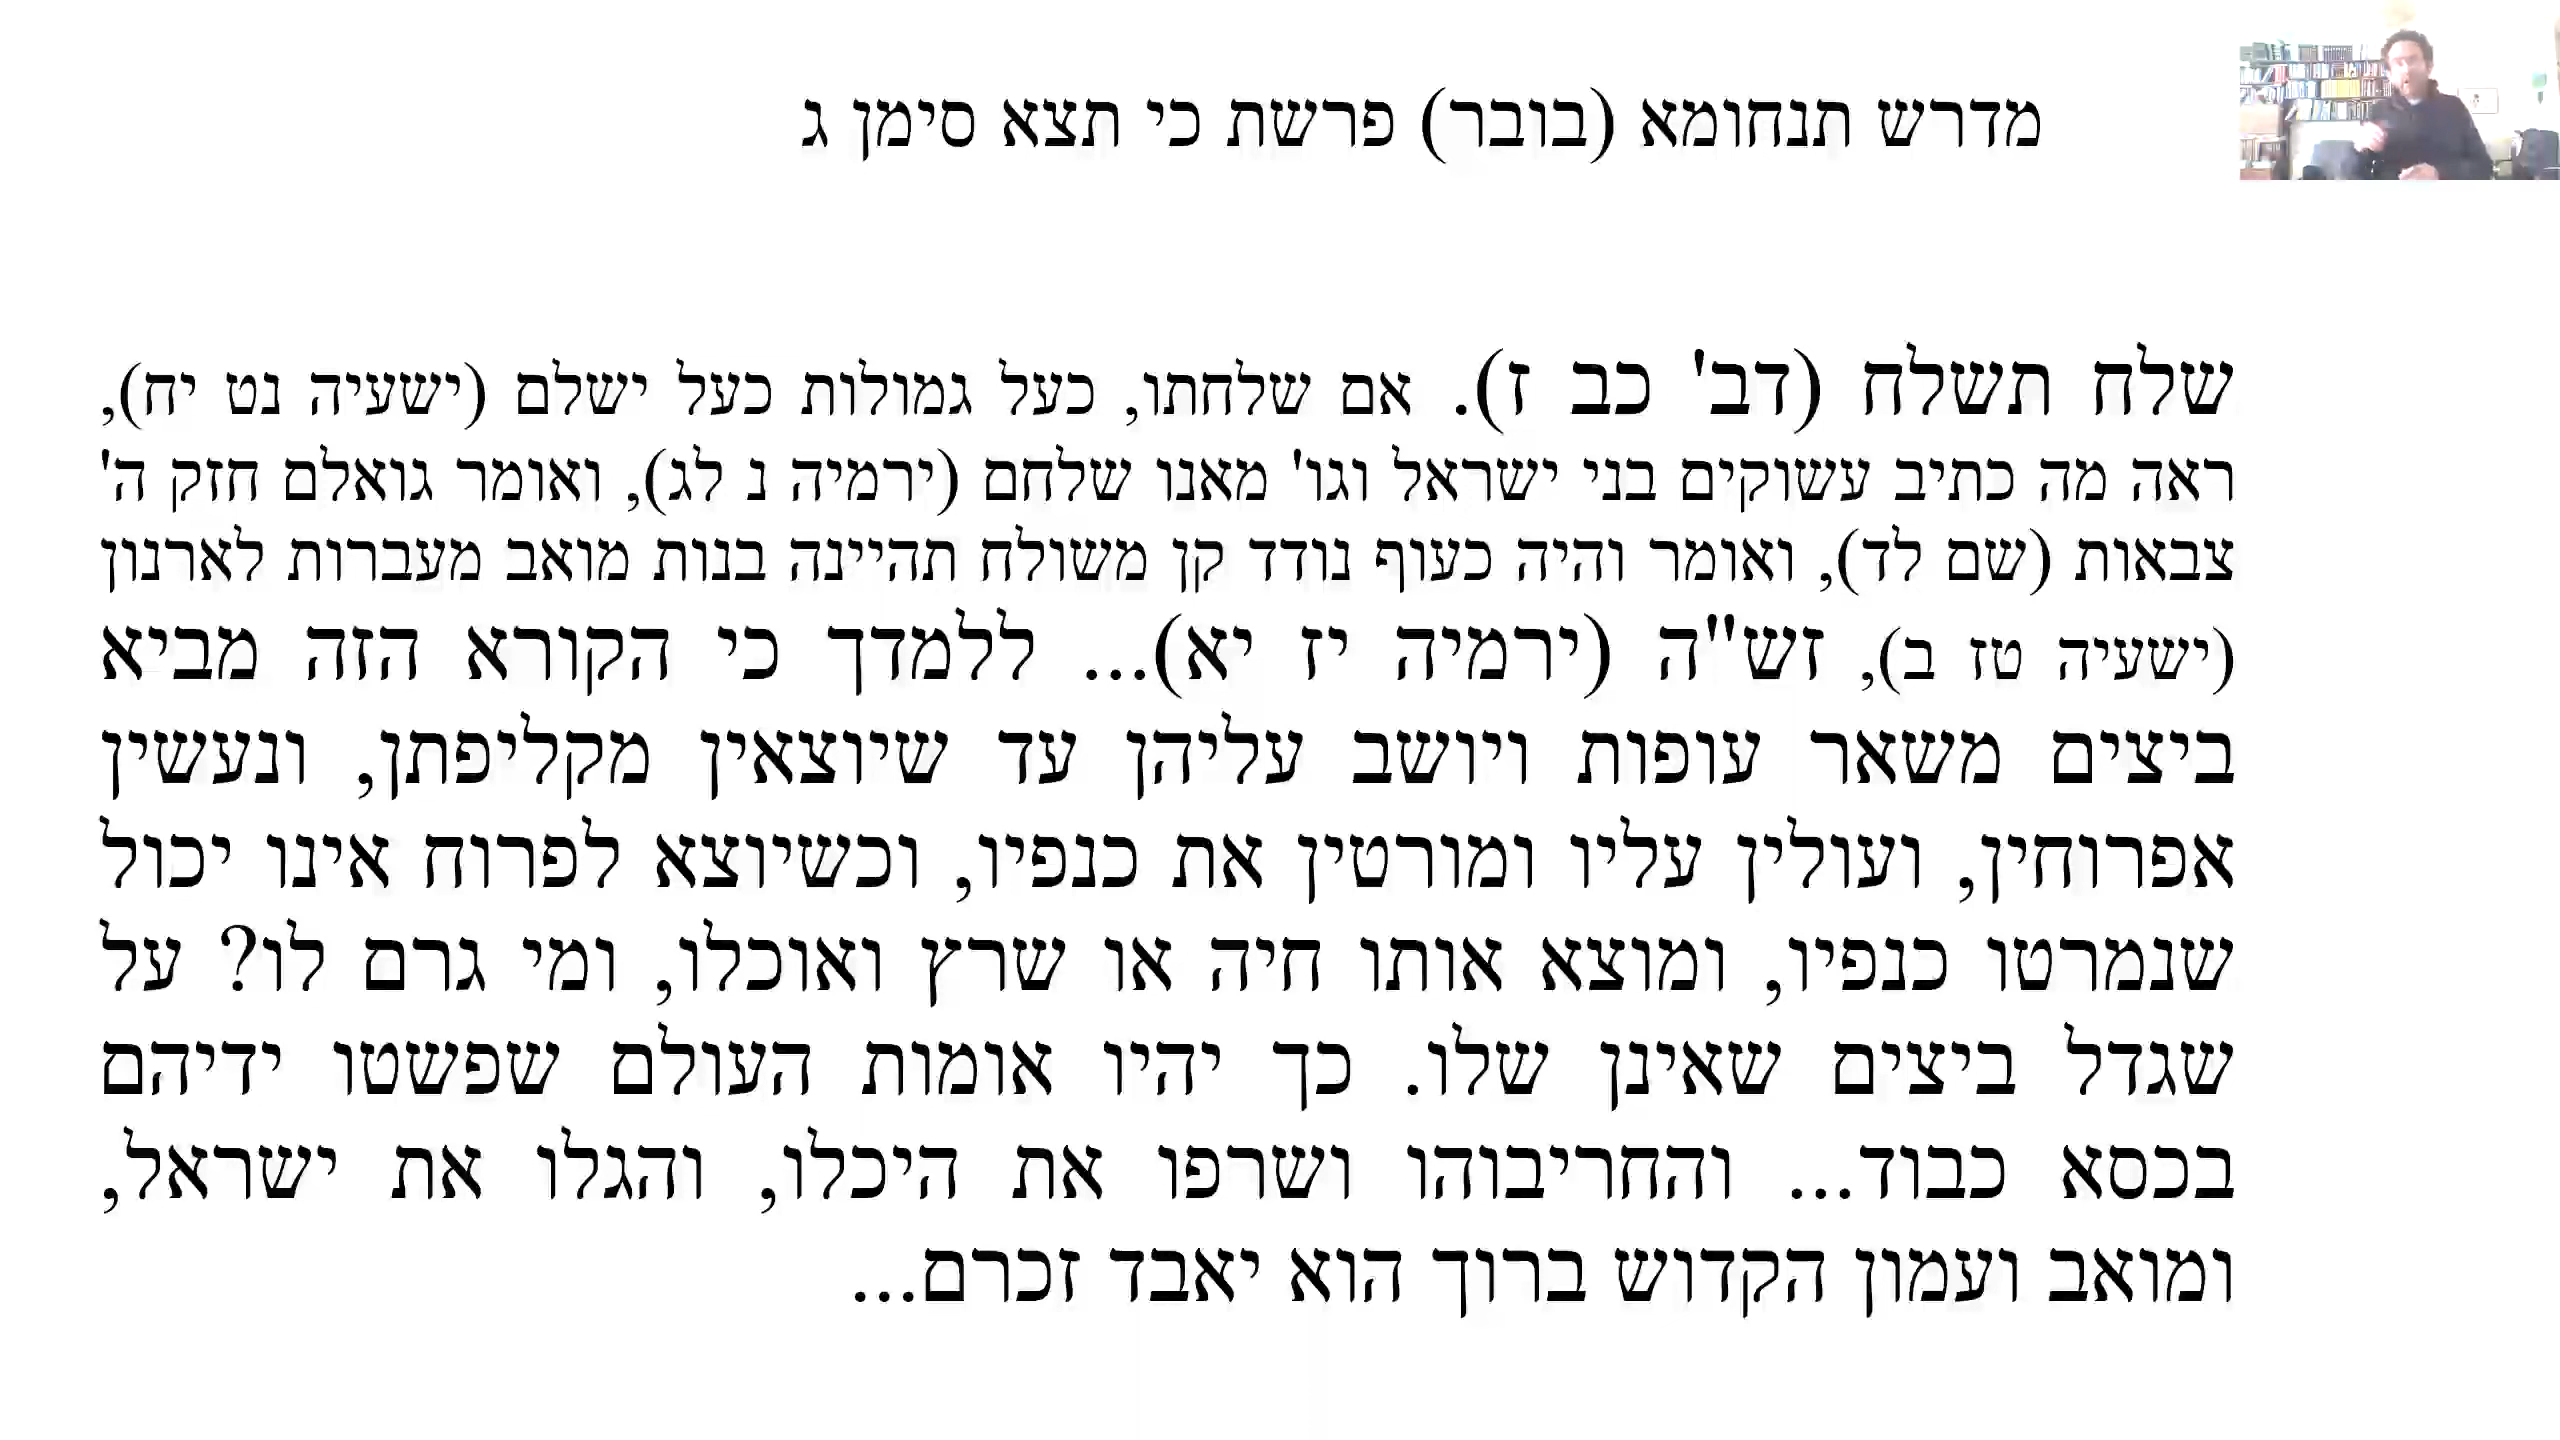 מדרש תנחומא (בובר) פרשת כי תצא סימן ג
שלח תשלח (דב' כב ז). אם שלחתו, כעל גמולות כעל ישלם (ישעיה נט יח),
ראה מה כתיב עשוקים בני ישראל וגו' מאנו שלחם (ירמיה נ לג), ואומר גואלם חזק ה'
צבאות (שם לד), ואומר והיה כעוף נודד קן משולח תהיינה בנות מואב מעברות לארנון
(ישעיה טז ב), זש"ה (ירמיה יז יא)... ללמדך כי הקורא הזה מביא
ביצים משאר עופות ויושב עליהן עד שיוצאין מקליפתן, ונעשין
אפרוחין, ועולין עליו ומורטין את כנפיו, וכשיוצא לפרוח אינו יכול
שנמרטו כנפיו, ומוצא אותו חיה או שרץ ואוכלו, ומי גרם לו? על
שגדל ביצים שאינן שלו. כך יהיו אומות העולם שפשטו ידיהם
בכסא כבוד... והחריבוהו ושרפו את היכלו, והגלו את ישראל,
ומואב ועמון הקדוש ברוך הוא יאבד זכרם...